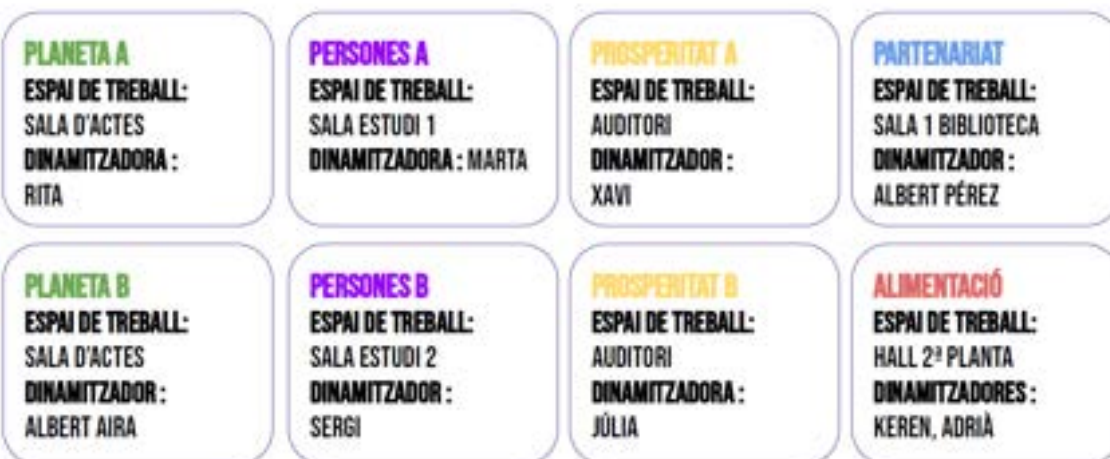 PLANETA A
ESPAI DE TREBALL:
SALA D'ACTES
DINAMITZADORA :
RITA
PERSONES A
ESPAI DE TREBALL:
SALA ESTUDI 1
DINAMITZADORA : MARTA
PROSPERITAT A
ESPAI DE TREBALL:
AUDITORI
DINAMITZADOR :
XAVI
PARTENARIAT
ESPAI DE TREBALL:
SALA 1 BIBLIOTECA
DINAMITZADOR :
ALBERT PÉREZ
PLANETA B
ESPAI DE TREBALL:
SALA D'ACTES
DINAMITZADOR :
ALBERT AIRA
PERSONES B
ESPAI DE TREBALL:
SALA ESTUDI 2
DINAMITZADOR :
SERGI
PROSPERITAT B
ESPAI DE TREBALL:
AUDITORI
DINAMITZADORA :
JÚLIA
ALIMENTACIÓ
ESPAI DE TREBALL:
HALL 2ª PLANTA
DINAMITZADORES :
KEREN, ADRIÀ